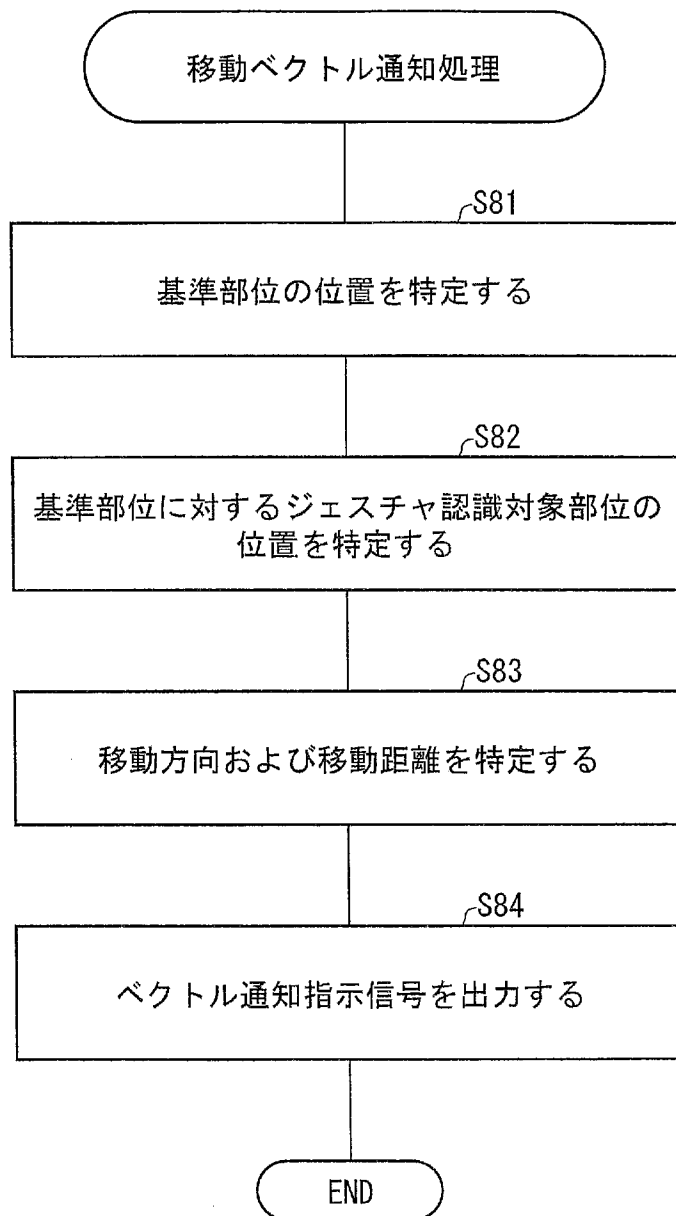 移動ベクトル通知処理
S81
基準部位の位置を特定する
S82
基準部位に対するジェスチャ認識対象部位の
位置を特定する
S83
移動方向および移動距離を特定する
S84
ベクトル通知指示信号を出力する
END